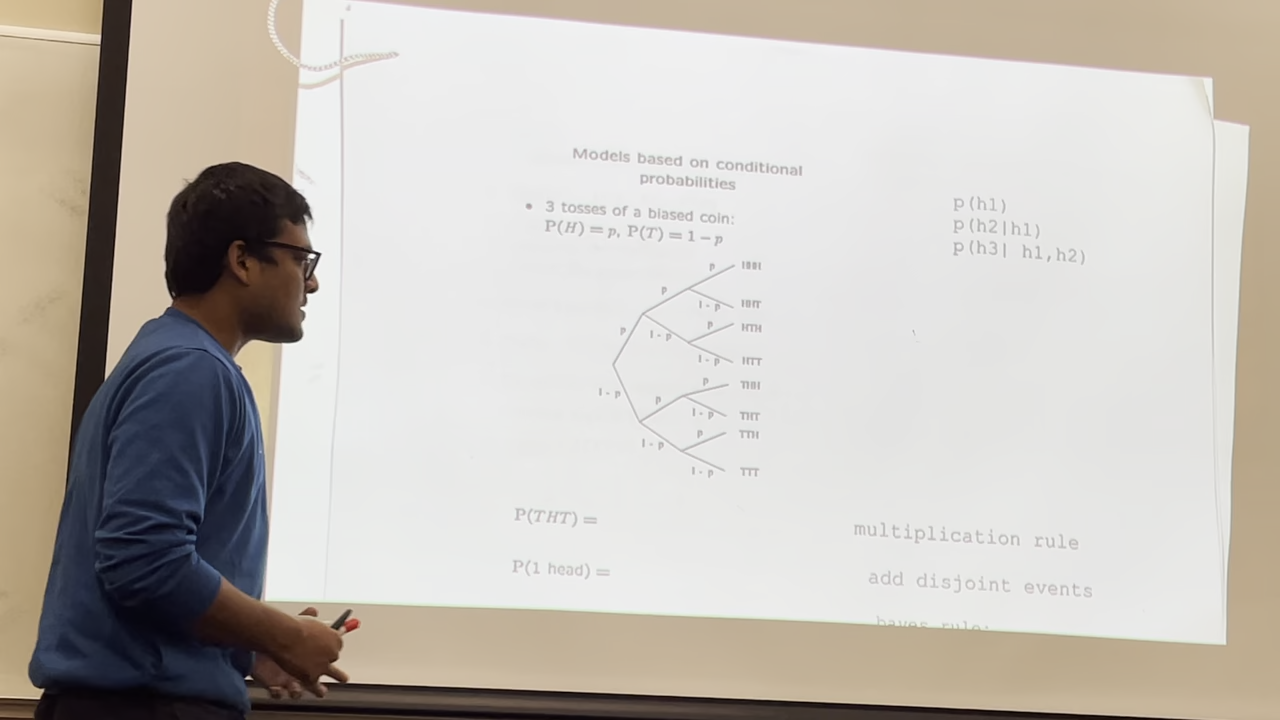 Models based on conditional
probabilities
• 3 tosses of a biased coin:
P(H) = p, P(T) = 1 – p
p(h1)
p(h2|h1)
p(h3| h1,h2)
p
HHH
p
1 - p
HHT
p
1 - p
p
HTH
1 - p
HTT
1 - p
p
p
THH
1 - p
THT
1 - p
p
TTH
1 - p
TTT
P(THT) =
P(1 head) =
multiplication rule
add disjoint events
bayes rule: